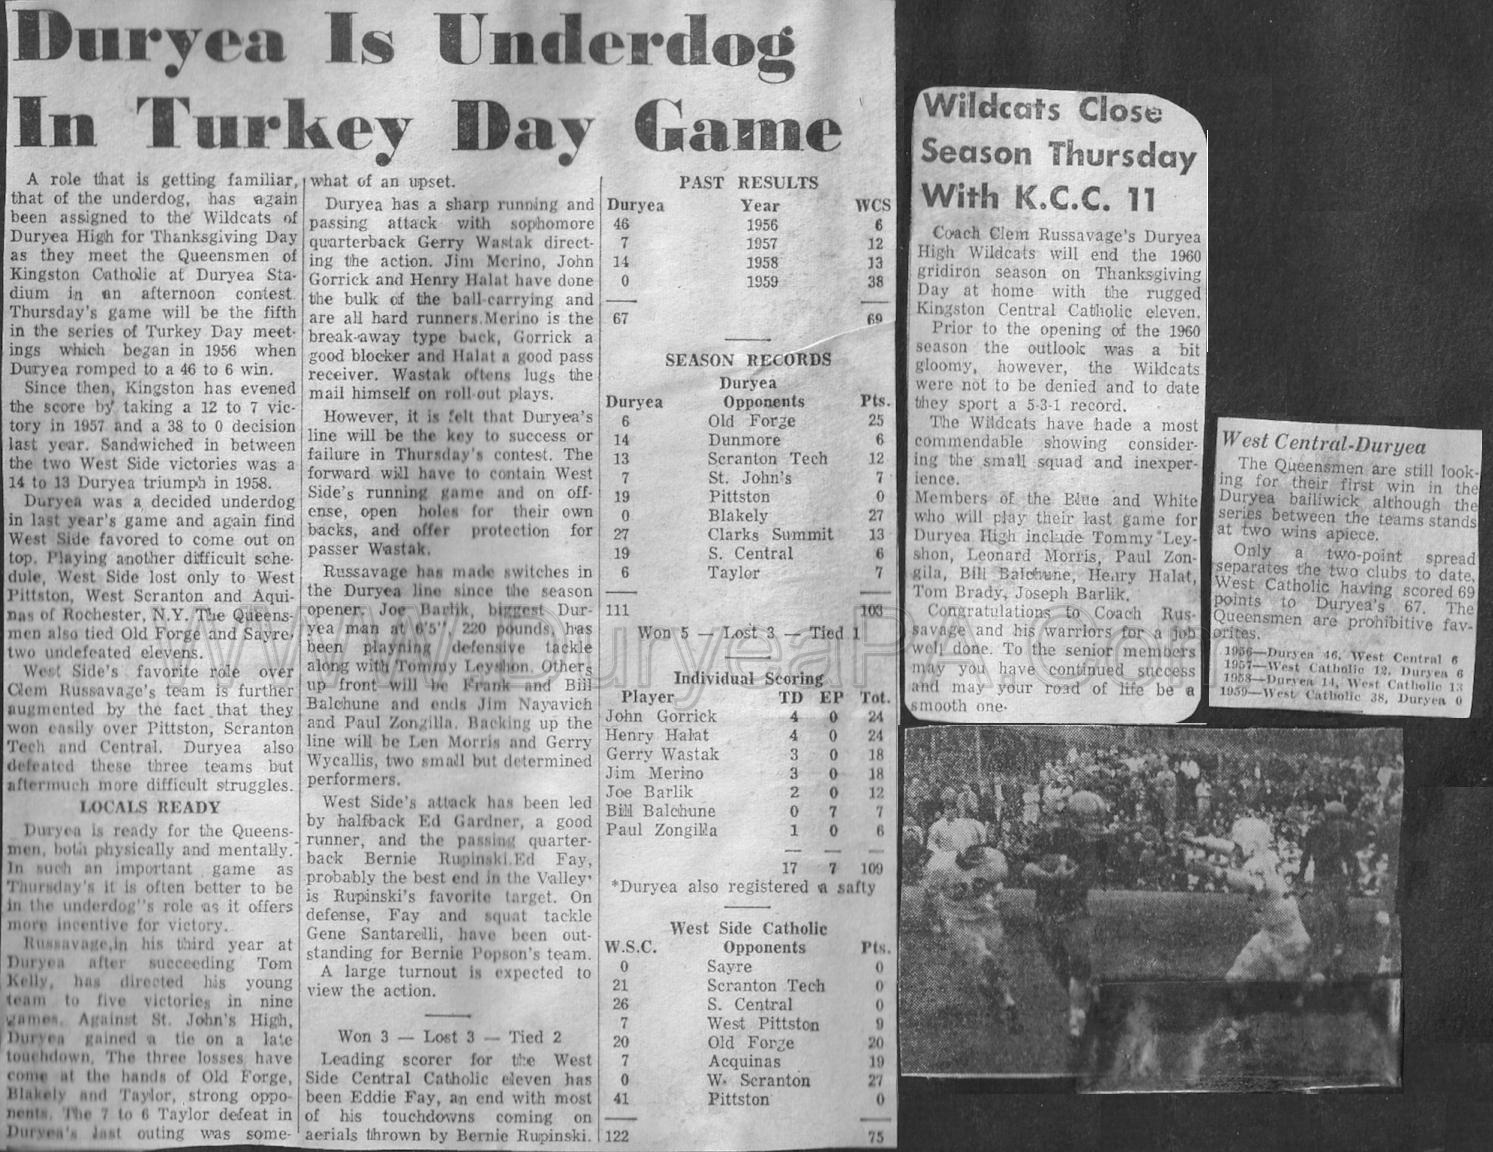 Duryea Is Underdog
In Turkey Day Game
A role that is getting familiar,
that of the underdog, has again
been assigned to the Wildcats of
Duryea High for Thanksgiving Day
as they meet the Queensmen of
Kingston Catholic at Duryea Sta-
dium in an afternoon contest.
Thursday's game will be the fifth
in the series of Turkey Day meet-
ings which began in 1956 when
Duryea romped to a 46 to 6 win.
Since then, Kingston has evened
the score by taking a 12 to 7 vic-
tory in 1957 and a 38 to 0 decision
last year. Sandwiched in between
the two West Side victories was a
14 to 13 Duryea triumph in 1958.
Duryea was a decided underdog
in last year's game and again find
West Side favored to come out on
top. Playing another difficult sche-
dule, West Side lost only to West
Pittston, West Scranton and Aqui-
nas of Rochester, N.Y. The Queens-
men also tied Old Forge and Sayre,
two undefeated elevens.
West Side's favorite role over
Clem Russavage's team is further
augmented by the fact that they
won easily over Pittston, Scranton
Tech and Central. Duryea also
defeated these three teams but
aftermuch more difficult struggles.
LOCALS READY
Duryea is ready for the Queens-
men, both physically and mentally.
In such an important game as
Thursday's it is often better to be
in the underdog"s role as it offers
more incentive for victory.
Russavage,in his third year at
Duryea after succeeding Tom
Kelly, has directed his young
team to five victories in nine
games. Against St. John's High,
Duryea gained a tie on a late
touchdown. The three losses have
come at the hands of Old Forge,
Blakely and Taylor, strong oppo-
nents. The 7 to 6 Taylor defeat in
Duryea's last outing was some-
what of an upset.
Duryea has a sharp running and
passing attack with sophomore
quarterback Gerry Wastak direct-
ing the action. Jim Merino, John
Gorrick and Henry Halat have done
the bulk of the ball-carrying and
are all hard runners.Merino is the
break-away type back, Gorrick a
good blocker and Halat a good pass
receiver. Wastak oftens lugs the
mail himself on roll-out plays.
However, it is felt that Duryea's
line will be the key to success or
failure in Thursday's contest. The
forward will have to contain West
Side's running game and on off-
ense, open holes for their own
backs, and offer protection for
passer Wastak.
Russavage has made switches in
the Duryea line since the season
opener. Joe Barlik, biggest Dur-
yea man at 6'5", 220 pounds, has
been playning defensive tackle
along with Tommy Leyshon. Others
up front will be Frank and Bill
Balchune and ends Jim Nayavich
and Paul Zongilla. Backing up the
line will be Len Morris and Gerry
Wycallis, two small but determined
performers.
West Side's attack has been led
by halfback Ed Gardner, a good
runner, and the passing quarter-
back Bernie Rupinski.Ed Fay,
probably the best end in the Valley'
is Rupinski's favorite target. On
defense, Fay and squat tackle
Gene Santarelli, have been out-
standing for Bernie Popson's team.
A large turnout is expected to
view the action.
Won 3 — Lost 3 — Tied 2
Leading scorer for the West
Side Central Catholic eleven has
been Eddie Fay, an end with most
of his touchdowns coming on
aerials thrown by Bernie Rupinski.
PAST RESULTS
Duryea Year WCS
46 1956 6
7 1957 12
14 1958 13
0 1959 38
67 69
SEASON RECORDS
Duryea
Duryea Opponents Pts.
6 Old Forge 25
14 Dunmore 6
13 Scranton Tech 12
7 St. John's 7
19 Pittston 0
0 Blakely 27
27 Clarks Summit 13
19 S. Central 6
6 Taylor 7
111 103
Won 5 — Lost 3 — Tied 1
Individual Scoring
Player TD EP Tot.
John Gorrick 4 0 24
Henry Halat 4 0 24
Gerry Wastak 3 0 18
Jim Merino 3 0 18
Joe Barlik 2 0 12
Bill Balchune 0 7 7
Paul Zongilla 1 0 6
17 7 109
*Duryea also registered a safty
West Side Catholic
W.S.C. Opponents Pts.
0 Sayre 0
21 Scranton Tech 0
26 S. Central 0
7 West Pittston 9
20 Old Forge 20
7 Acquinas 19
0 W. Scranton 27
41 Pittston 0
122 75
Wildcats Close
Season Thursday
With K.C.C. 11
Coach Clem Russavage's Duryea
High Wildcats will end the 1960
gridiron season on Thanksgiving
Day at home with the rugged
Kingston Central Catholic eleven.
Prior to the opening of the 1960
season the outlook was a bit
gloomy, however, the Wildcats
were not to be denied and to date
they sport a 5-3-1 record.
The Wildcats have hade a most
commendable showing consider-
ing the small squad and inexper-
ience.
Members of the Blue and White
who will play their last game for
Duryea High include Tommy Ley-
shon, Leonard Morris, Paul Zon-
gila, Bill Balchune, Henry Halat,
Tom Brady, Joseph Barlik.
Congratulations to Coach Rus-
savage and his warriors for a job
well done. To the senior members
may you have continued success
and may your road of life be a
smooth one.
West Central-Duryea
The Queensmen are still look-
ing for their first win in the
Duryea bailiwick although the
series between the teams stands
at two wins apiece.
Only a two-point spread
separates the two clubs to date,
West Catholic having scored 69
points to Duryea's 67. The
Queensmen are prohibitive fav-
orites.
1956—Duryea 46, West Central 6
1957—West Catholic 12, Duryea 6
1958—Duryea 14, West Catholic 13
1959—West Catholic 38, Duryea 0
www.DuryeaPA.com